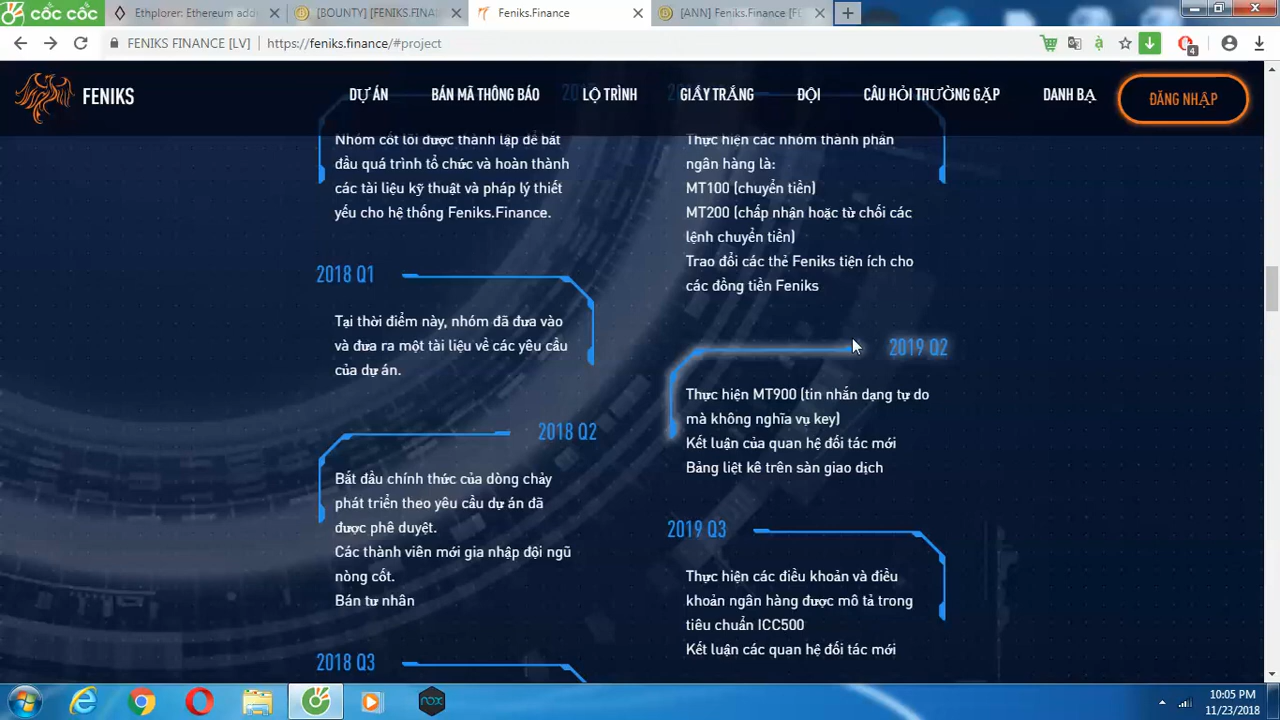 cốc cốc
Ethplorer: Ethereum add
[BOUNTY] [FENIKS.FINA
Feniks.Finance
[ANN] Feniks.Finance [FE
FENIKS FINANCE [LV]
https://feniks.finance/#project
4
FENIKS
DỰ ÁN
BÁN MÃ THÔNG BÁO
LỘ TRÌNH
GIẤY TRẮNG
ĐỘI
CÂU HỎI THƯỜNG GẶP
DANH BẠ
ĐĂNG NHẬP
Nhóm cốt lõi được thành lập để bắt
đầu quá trình tổ chức và hoàn thành
các tài liệu kỹ thuật và pháp lý thiết
yếu cho hệ thống Feniks.Finance.
2018 Q1
Tại thời điểm này, nhóm đã đưa vào
và đưa ra một tài liệu về các yêu cầu
của dự án.
2018 Q2
Bắt đầu chính thức của dòng chảy
phát triển theo yêu cầu dự án đã
được phê duyệt.
Các thành viên mới gia nhập đội ngũ
nòng cốt.
Bán tư nhân
2018 Q3
Thực hiện các nhóm thành phần
ngân hàng là:
MT100 (chuyển tiền)
MT200 (chấp nhận hoặc từ chối các
lệnh chuyển tiền)
Trao đổi các thẻ Feniks tiện ích cho
các đồng tiền Feniks
2019 Q2
Thực hiện MT900 (tin nhắn dạng tự do
mà không nghĩa vụ key)
Kết luận của quan hệ đối tác mới
Bảng liệt kê trên sàn giao dịch
2019 Q3
Thực hiện các điều khoản và điều
khoản ngân hàng được mô tả trong
tiêu chuẩn ICC500
Kết luận các quan hệ đối tác mới
nox
10:05 PM
11/23/2018